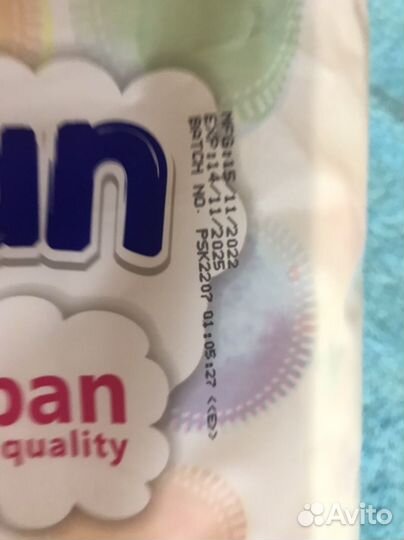 un
MFG:15/11/2022
EXP:14/11/2025
BATCH NO. PSK2207 01:05:27 <<E>>
pan
quality
Avito